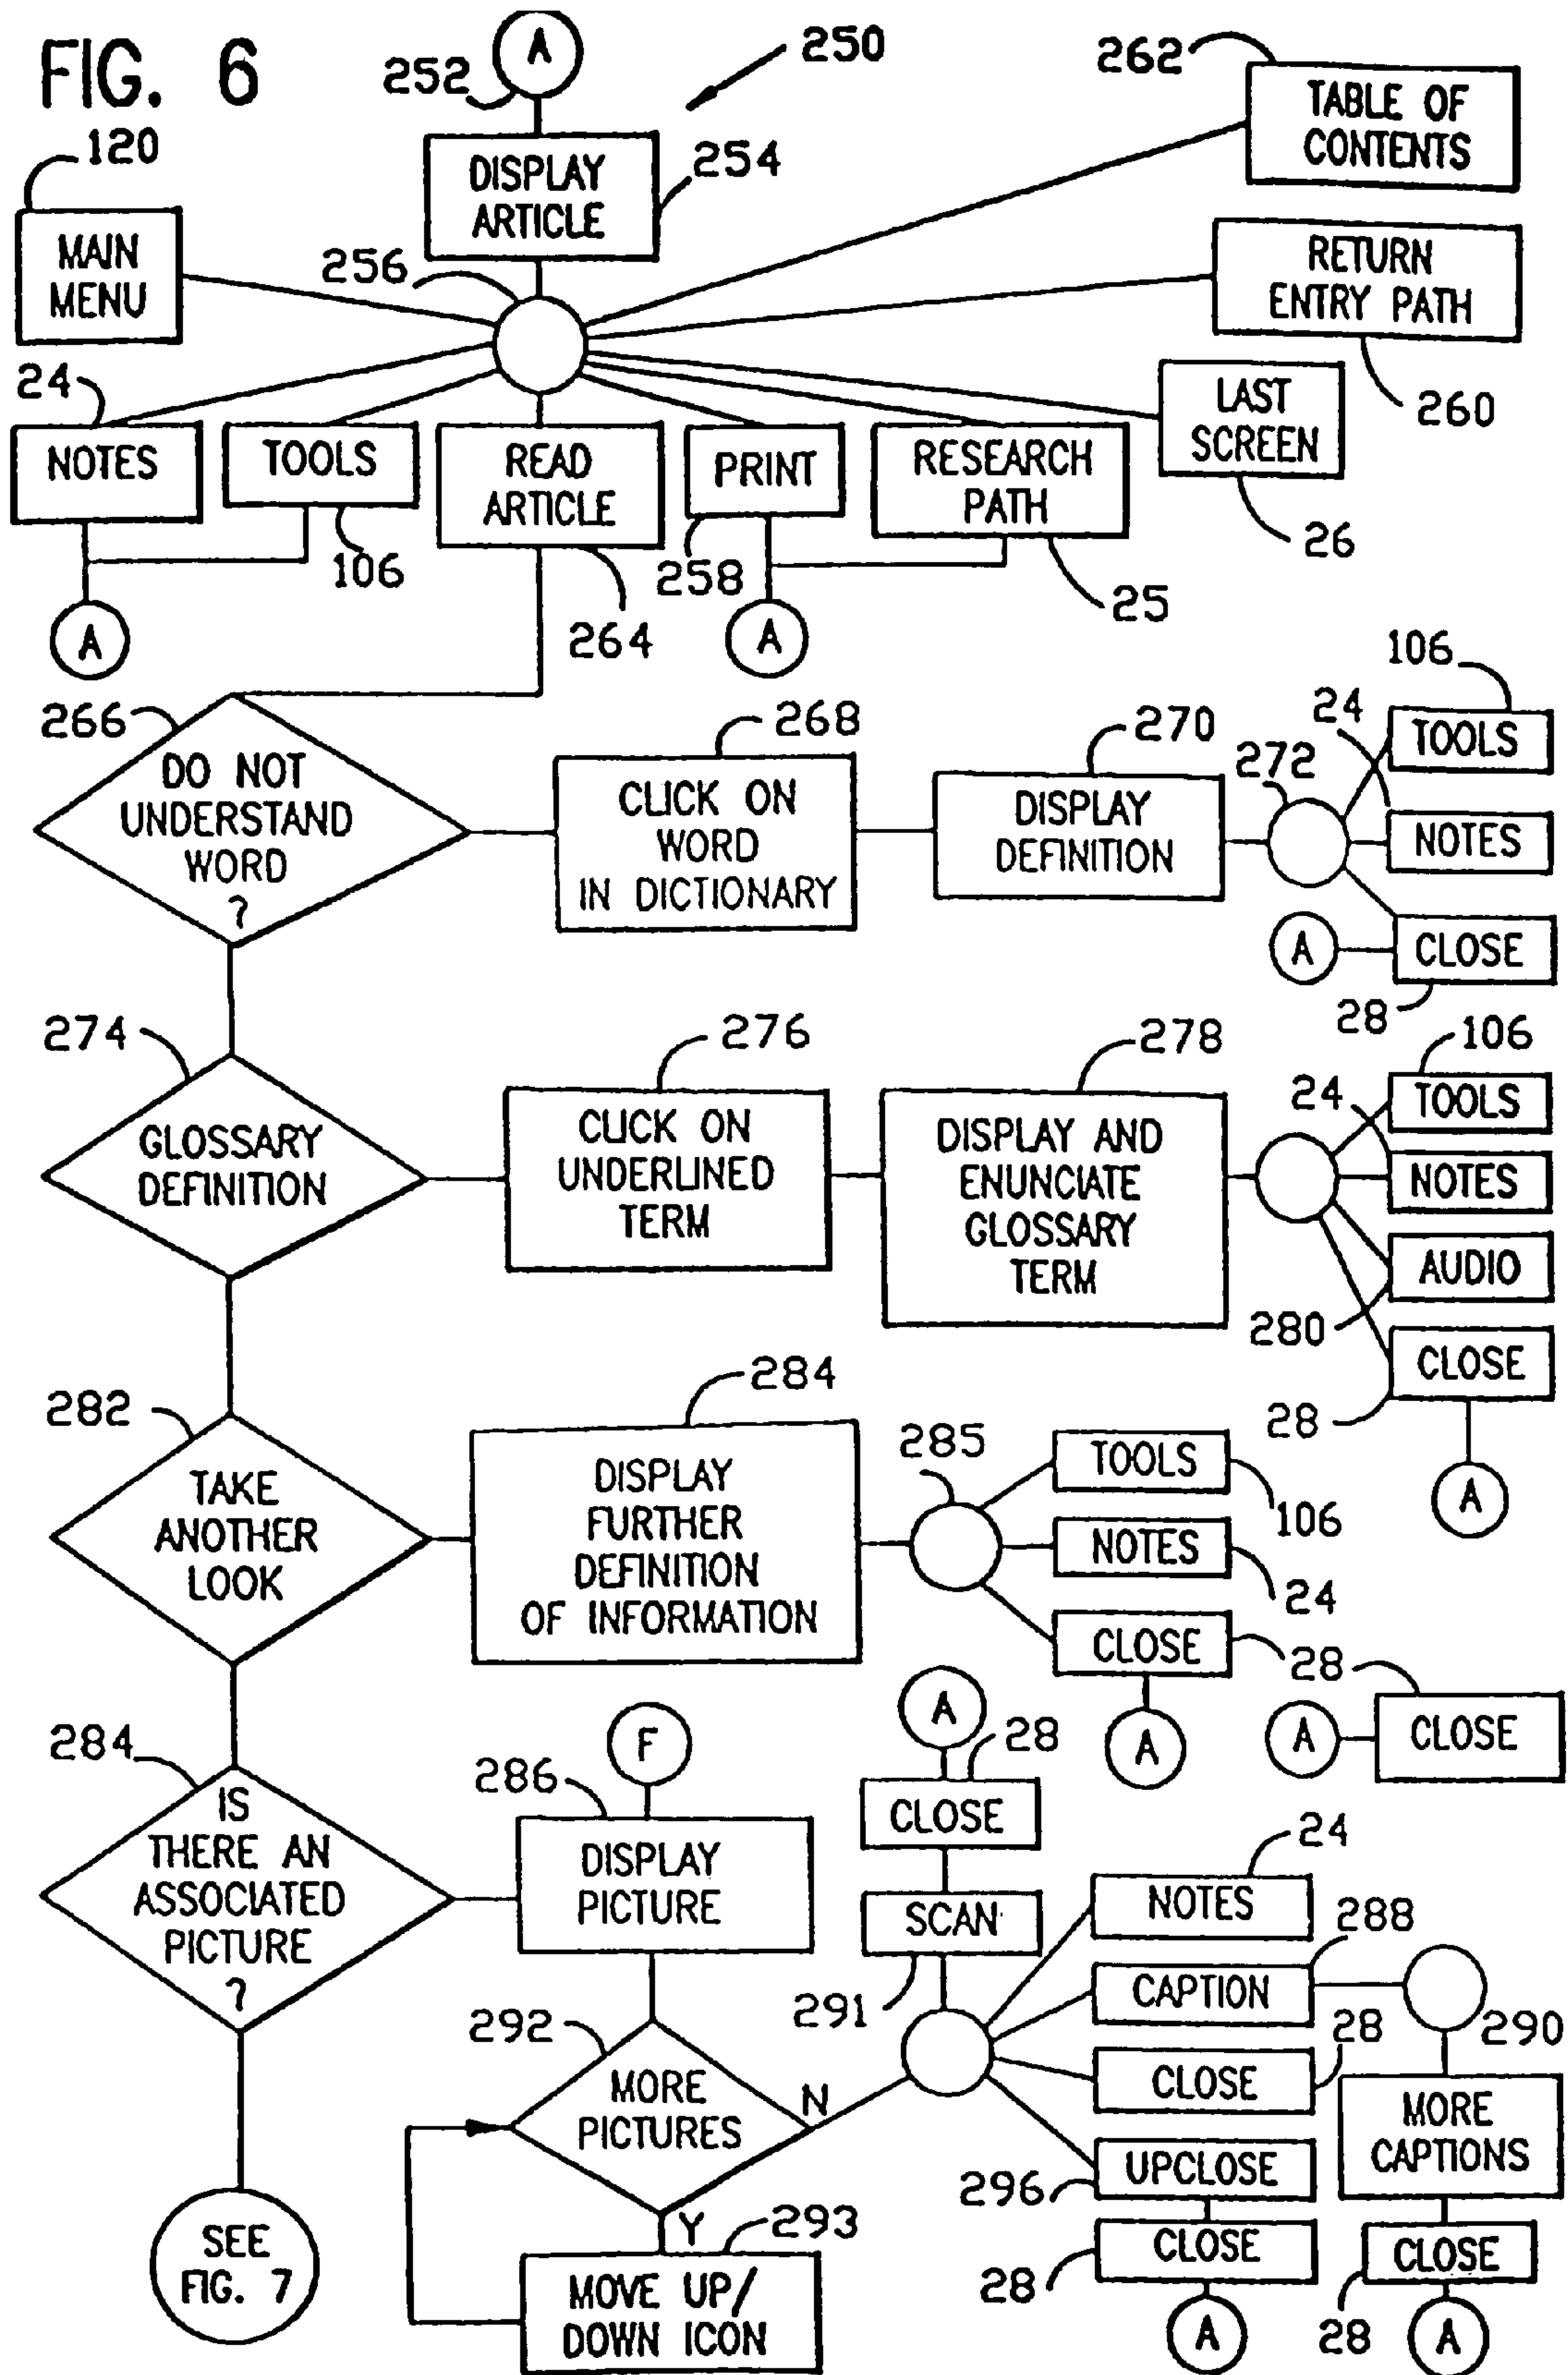 FIG. 6
A
252
250
262
TABLE OF
CONTENTS
120
DISPLAY
ARTICLE
254
MAIN
MENU
256
RETURN
ENTRY PATH
260
24
NOTES
TOOLS
106
READ
ARTICLE
264
PRINT
258
RESEARCH
PATH
25
LAST
SCREEN
26
A
A
266
DO NOT
UNDERSTAND
WORD
?
268
CLICK ON
WORD
IN DICTIONARY
270
DISPLAY
DEFINITION
272
106
TOOLS
24
NOTES
A
CLOSE
28
274
GLOSSARY
DEFINITION
276
CLICK ON
UNDERLINED
TERM
278
DISPLAY AND
ENUNCIATE
GLOSSARY
TERM
106
TOOLS
24
NOTES
AUDIO
280
CLOSE
28
A
282
TAKE
ANOTHER
LOOK
284
DISPLAY
FURTHER
DEFINITION
OF INFORMATION
285
TOOLS
106
NOTES
24
CLOSE
28
A
A
CLOSE
284
IS
THERE AN
ASSOCIATED
PICTURE
?
F
286
DISPLAY
PICTURE
A
28
CLOSE
SCAN
291
24
NOTES
288
CAPTION
290
28
CLOSE
MORE
CAPTIONS
292
MORE
PICTURES
N
UPCLOSE
296
CLOSE
28
A
CLOSE
28
A
Y
293
MOVE UP/
DOWN ICON
SEE
FIG. 7